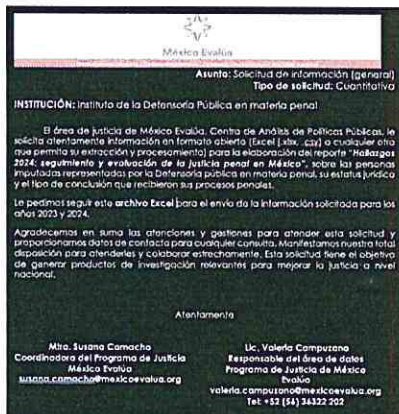 México Evalúa
Asunto: Solicitud de información (general)
Tipo de solicitud: Cuantitativa
INSTITUCIÓN: Instituto de la Defensoría Pública en materia penal
El área de justicia de México Evalúa, Centro de Análisis de Políticas Públicas, le
solicita atentamente información en formato abierto (Excel (.xlsx, .csv) o cualquier otro
que permita su extracción y procesamiento) para la elaboración del reporte "Hallazgos
2024: seguimiento y evolución de la justicia penal en México", sobre las personas
imputadas representadas por la Defensoría pública en materia penal, su estatus jurídico
y el tipo de conclusión que recibieron sus procesos penales.
Le pedimos seguir este archivo Excel para el envío de la información solicitada para los
años 2023 y 2024.
Agradecemos en suma las atenciones y gestiones para atender esta solicitud y
proporcionamos datos de contacto para cualquier consulta. Manifestamos nuestra total
disposición para atenderles y colaborar estrechamente. Esta solicitud tiene el objetivo
de generar productos de investigación relevantes para mejorar la justicia a nivel
nacional.
Atentamente
Mtra. Susana Camacho
Coordinadora del Programa de Justicia
México Evalúa
susana.camacho@mexicoevalua.org
Lic. Valeria Campuzano
Responsable del área de datos
Programa de Justicia de México
Evalúa
valeria.campuzano@mexicoevalua.org
Tel: +52 (56) 36322 202